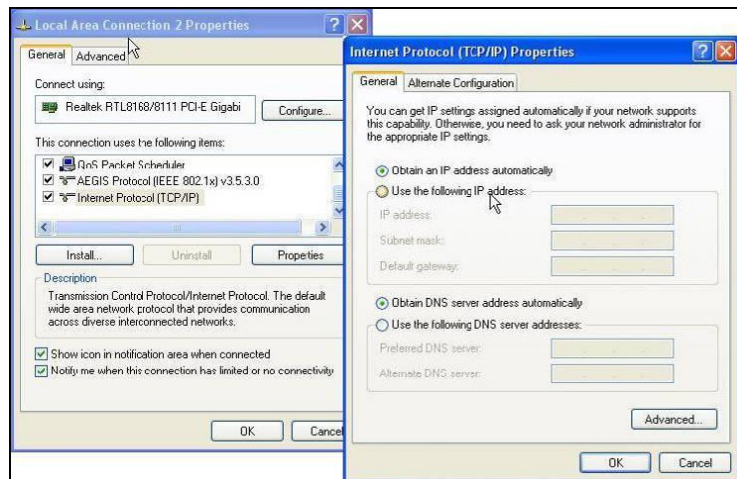 Local Area Connection 2 Properties
General
Advanced
Connect using:
Realtek RTL8168/8111 PCI-E Gigabi
Configure...
This connection uses the following items:
QoS Packet Scheduler
AEGIS Protocol (IEEE 802.1x) v3.5.3.0
Internet Protocol (TCP/IP)
Install...
Uninstall
Properties
Description
Transmission Control Protocol/Internet Protocol. The default
wide area network protocol that provides communication
across diverse interconnected networks.
Show icon in notification area when connected
Notify me when this connection has limited or no connectivity
OK
Cancel
Internet Protocol (TCP/IP) Properties
General
Alternate Configuration
You can get IP settings assigned automatically if your network supports
this capability. Otherwise, you need to ask your network administrator for
the appropriate IP settings.
Obtain an IP address automatically
Use the following IP address:
IP address:
Subnet mask:
Default gateway:
Obtain DNS server address automatically
Use the following DNS server addresses:
Preferred DNS server:
Alternate DNS server:
Advanced...
OK
Cancel